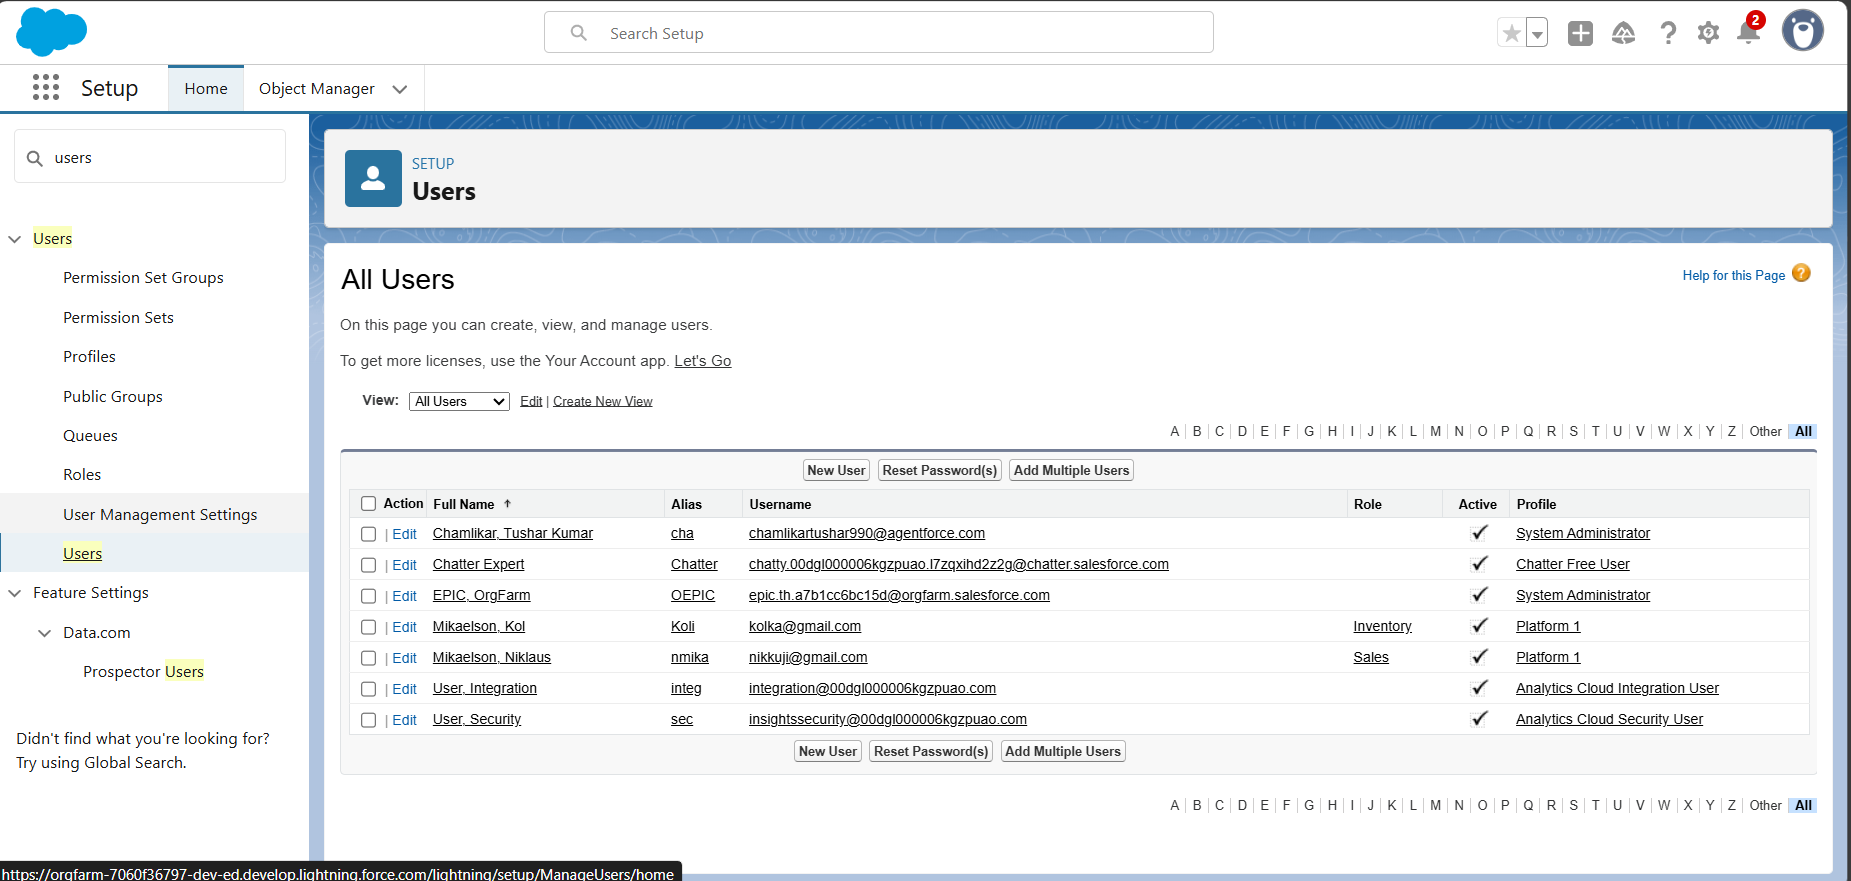 Search Setup
2
Setup
Home
Object Manager
users
SETUP
Users
Users
Permission Set Groups
Permission Sets
Profiles
Public Groups
Queues
Roles
User Management Settings
Users
Feature Settings
Data.com
Prospector Users
Didn't find what you're looking for?
Try using Global Search.
All Users
Help for this Page ?
On this page you can create, view, and manage users.
To get more licenses, use the Your Account app. Let's Go
View: All Users Edit | Create New View
A | B | C | D | E | F | G | H | I | J | K | L | M | N | O | P | Q | R | S | T | U | V | W | X | Y | Z | Other All
New User Reset Password(s) Add Multiple Users
Action Full Name ↑ Alias Username Role Active Profile
| Edit Chamlikar, Tushar Kumar cha chamlikartushar990@agentforce.com System Administrator
| Edit Chatter Expert Chatter chatty.00dgl000006kgzpuao.l7zqxihd2z2g@chatter.salesforce.com Chatter Free User
| Edit EPIC, OrgFarm OEPIC epic.th.a7b1cc6bc15d@orgfarm.salesforce.com System Administrator
| Edit Mikaelson, Kol Koli kolka@gmail.com Inventory Platform 1
| Edit Mikaelson, Niklaus nmika nikkuji@gmail.com Sales Platform 1
| Edit User, Integration integ integration@00dgl000006kgzpuao.com Analytics Cloud Integration User
| Edit User, Security sec insightssecurity@00dgl000006kgzpuao.com Analytics Cloud Security User
New User Reset Password(s) Add Multiple Users
A | B | C | D | E | F | G | H | I | J | K | L | M | N | O | P | Q | R | S | T | U | V | W | X | Y | Z | Other All
https://orgfarm-7060f36797-dev-ed.develop.lightning.force.com/lightning/setup/ManageUsers/home